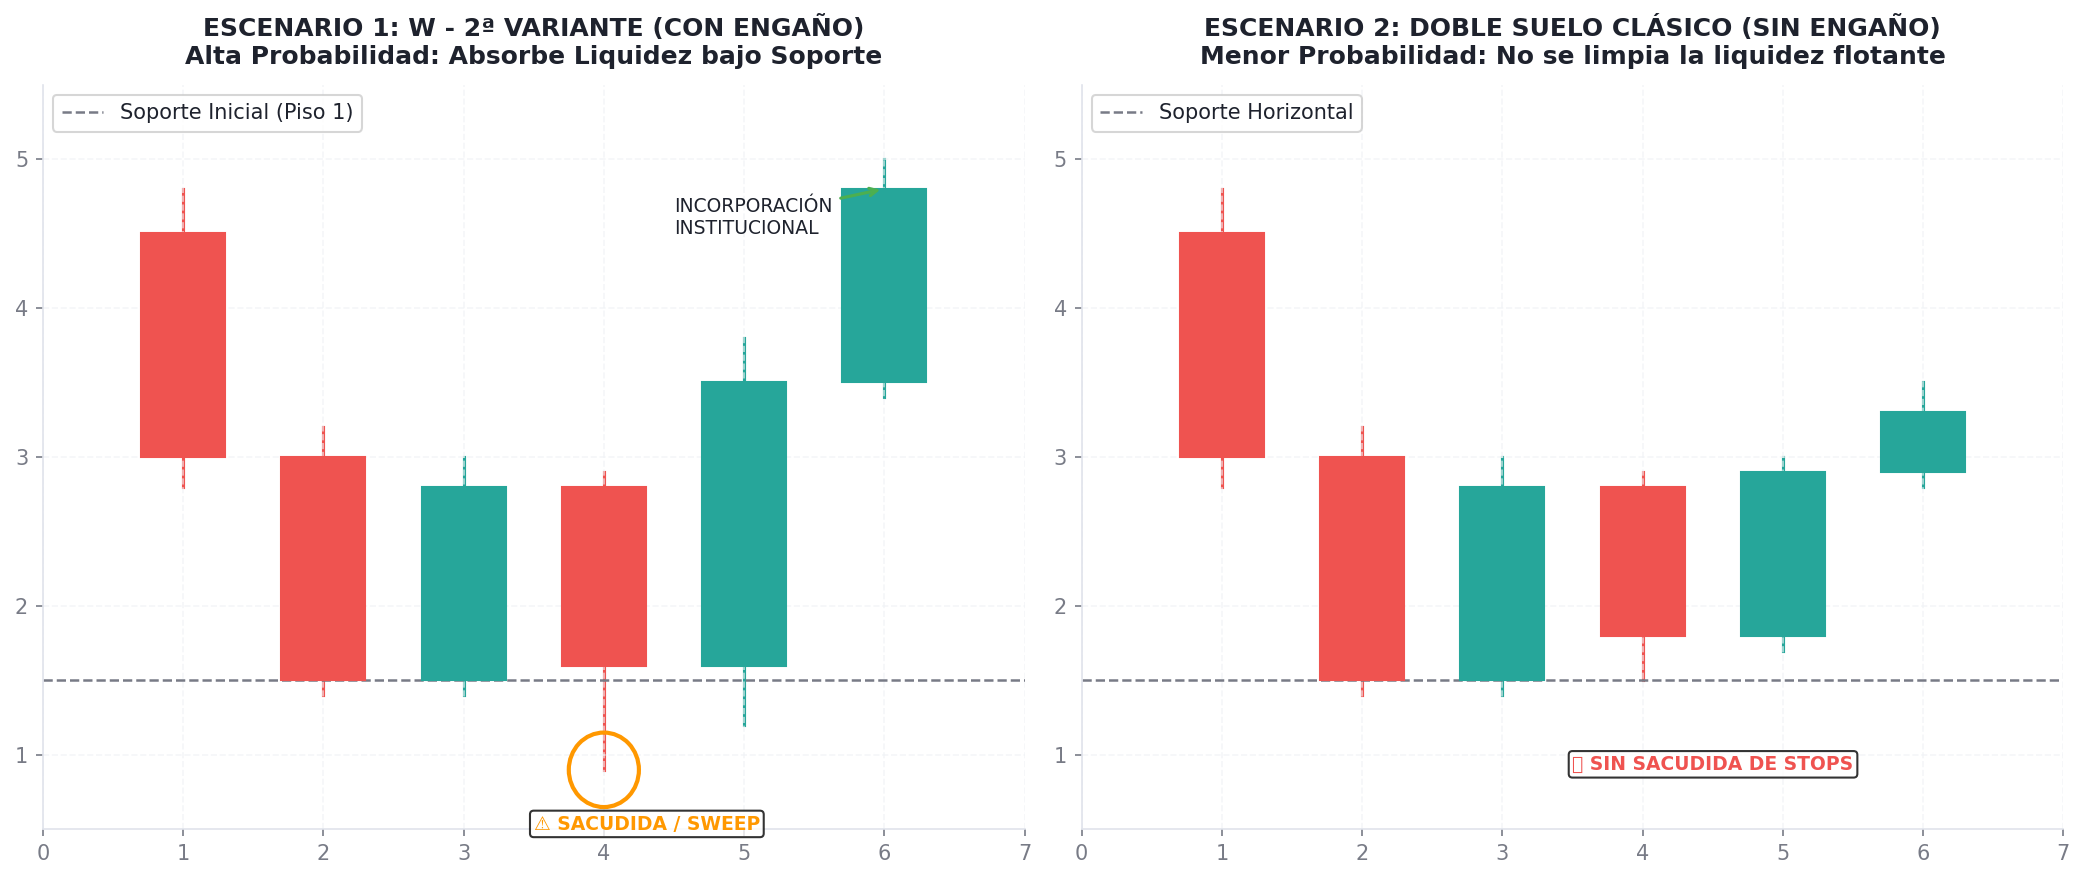 ESCENARIO 1: W - 2ª VARIANTE (CON ENGAÑO)
Alta Probabilidad: Absorbe Liquidez bajo Soporte
Soporte Inicial (Piso 1)
INCORPORACIÓN
INSTITUCIONAL
5
4
3
2
1
⚠ SACUDIDA / SWEEP
0 1 2 3 4 5 6 7
ESCENARIO 2: DOBLE SUELO CLÁSICO (SIN ENGAÑO)
Menor Probabilidad: No se limpia la liquidez flotante
Soporte Horizontal
5
4
3
2
1
SIN SACUDIDA DE STOPS
0 1 2 3 4 5 6 7